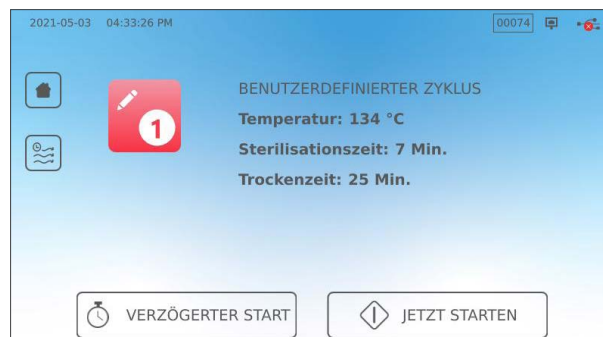 2021-05-03 04:33:26 PM 00074
BENUTZERDEFINIERTER ZYKLUS
Temperatur: 134 °C
1
Sterilisationszeit: 7 Min.
Trockenzeit: 25 Min.
VERZÖGERTER START JETZT STARTEN